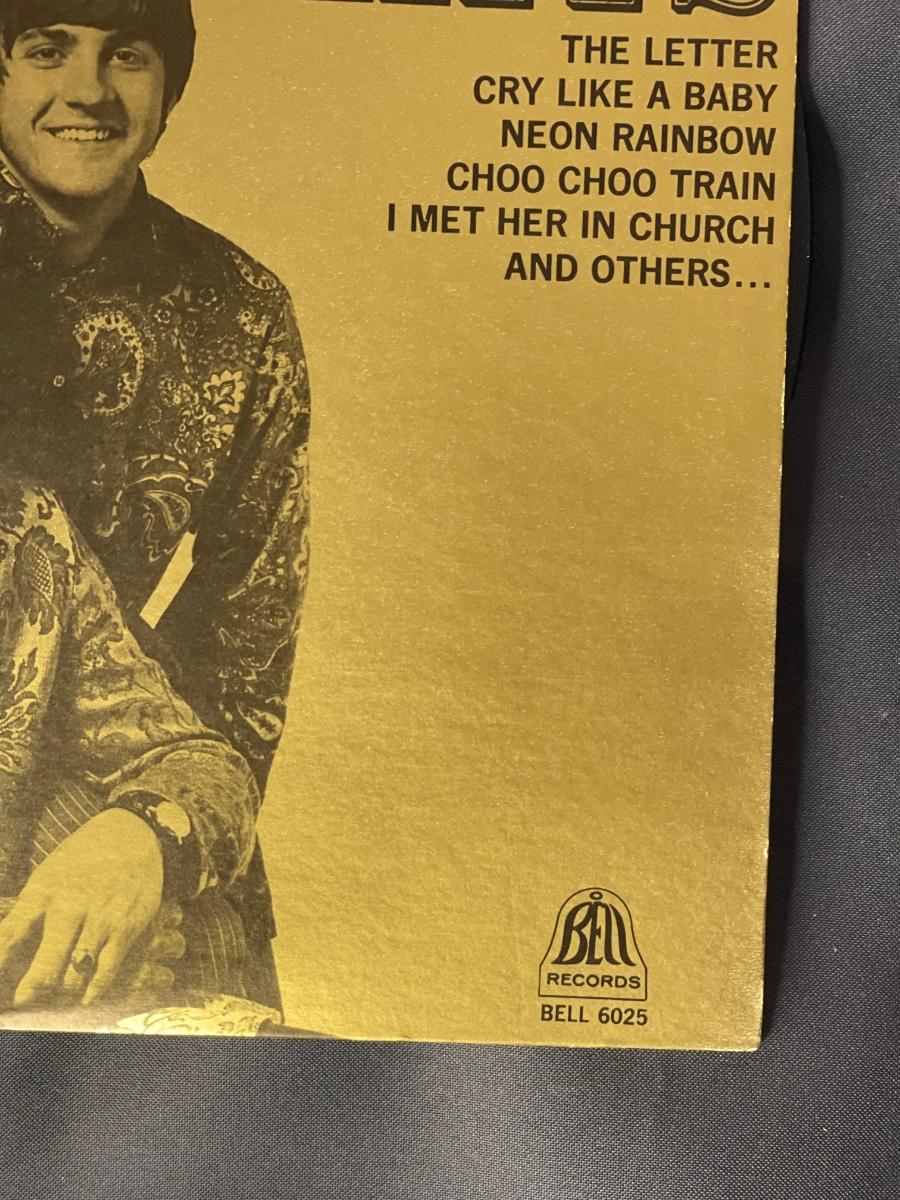 THE LETTER
CRY LIKE A BABY
NEON RAINBOW
CHOO CHOO TRAIN
I MET HER IN CHURCH
AND OTHERS...
BELL
RECORDS
BELL 6025